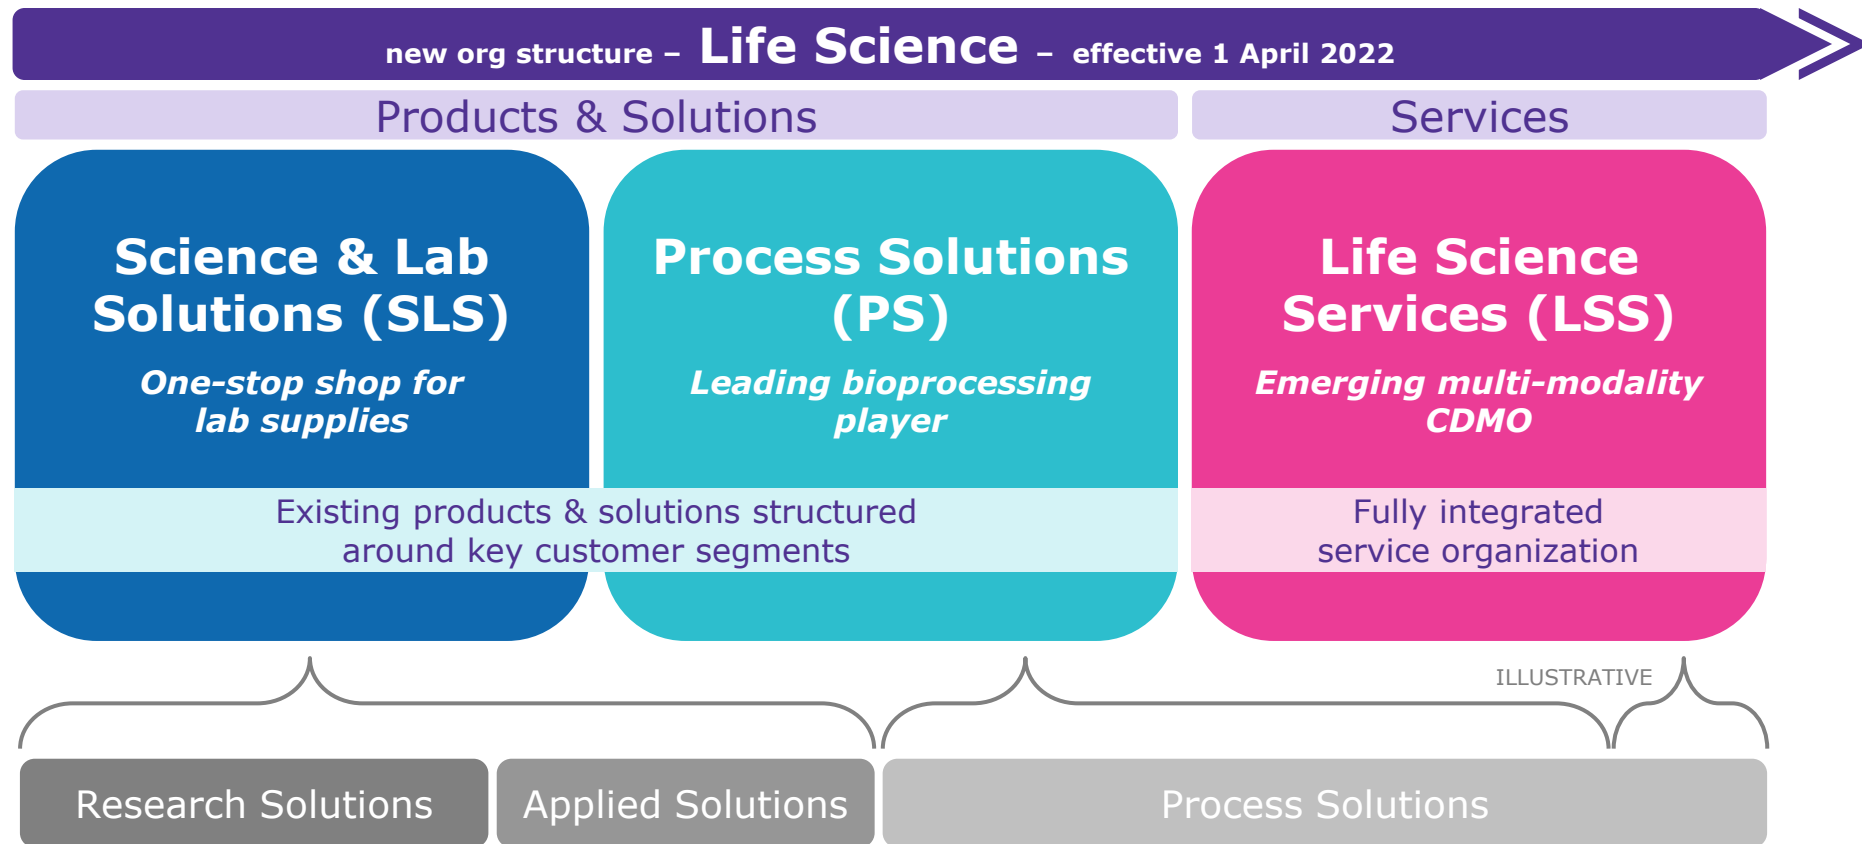 new org structure – Life Science – effective 1 April 2022
Products & Solutions
Services
Science & Lab
Solutions (SLS)
One-stop shop for
lab supplies
Process Solutions
(PS)
Leading bioprocessing
player
Life Science
Services (LSS)
Emerging multi-modality
CDMO
Existing products & solutions structured
around key customer segments
Fully integrated
service organization
ILLUSTRATIVE
Research Solutions
Applied Solutions
Process Solutions